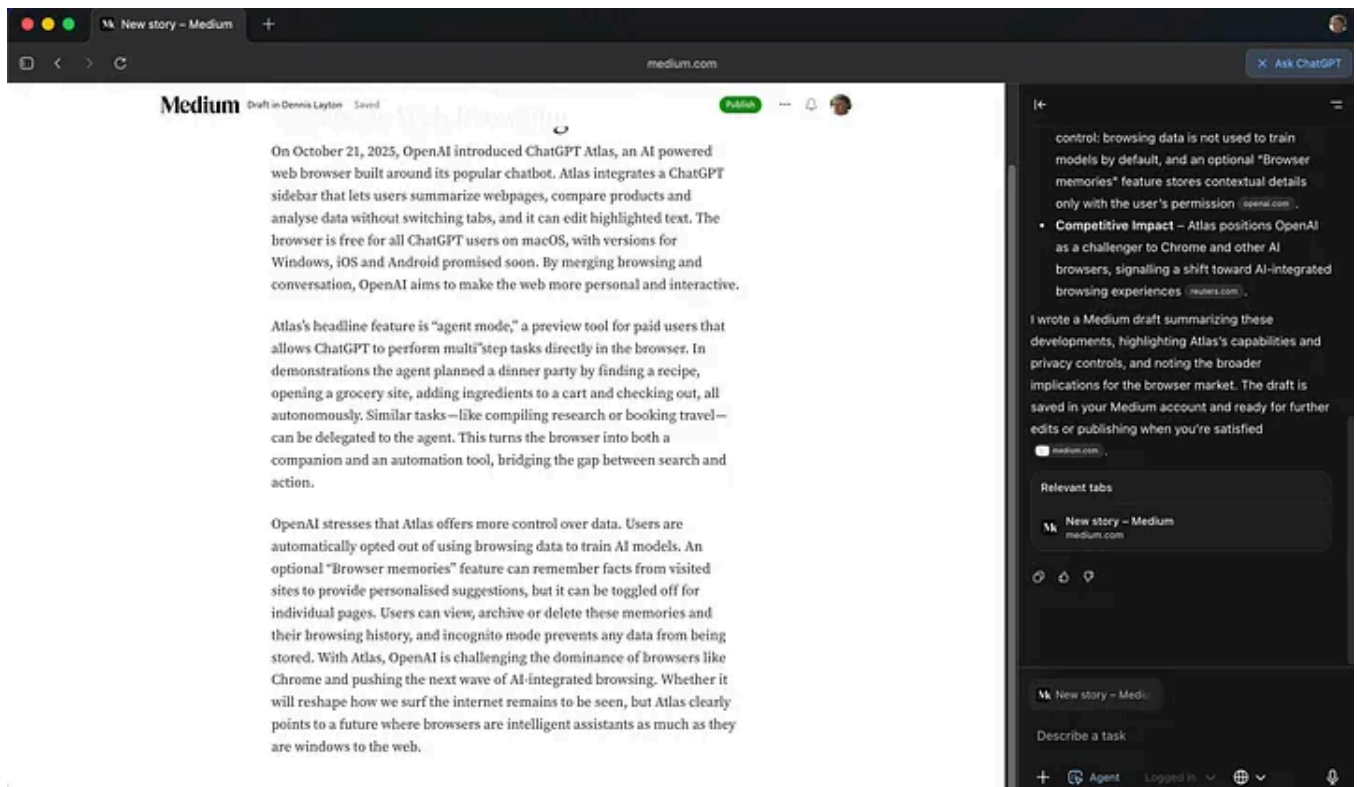 New story – Medium
medium.com
Ask ChatGPT
Medium Draft in Dennis Layton Saved
Publish
On October 21, 2025, OpenAI introduced ChatGPT Atlas, an AI powered
web browser built around its popular chatbot. Atlas integrates a ChatGPT
sidebar that lets users summarize webpages, compare products and
analyse data without switching tabs, and it can edit highlighted text. The
browser is free for all ChatGPT users on macOS, with versions for
Windows, iOS and Android promised soon. By merging browsing and
conversation, OpenAI aims to make the web more personal and interactive.
Atlas's headline feature is “agent mode,” a preview tool for paid users that
allows ChatGPT to perform multi"step tasks directly in the browser. In
demonstrations the agent planned a dinner party by finding a recipe,
opening a grocery site, adding ingredients to a cart and checking out, all
autonomously. Similar tasks—like compiling research or booking travel—
can be delegated to the agent. This turns the browser into both a
companion and an automation tool, bridging the gap between search and
action.
OpenAI stresses that Atlas offers more control over data. Users are
automatically opted out of using browsing data to train AI models. An
optional “Browser memories” feature can remember facts from visited
sites to provide personalised suggestions, but it can be toggled off for
individual pages. Users can view, archive or delete these memories and
their browsing history, and incognito mode prevents any data from being
stored. With Atlas, OpenAI is challenging the dominance of browsers like
Chrome and pushing the next wave of AI-integrated browsing. Whether it
will reshape how we surf the internet remains to be seen, but Atlas clearly
points to a future where browsers are intelligent assistants as much as they
are windows to the web.
control: browsing data is not used to train
models by default, and an optional “Browser
memories” feature stores contextual details
only with the user's permission openai.com .
• Competitive Impact – Atlas positions OpenAI
as a challenger to Chrome and other AI
browsers, signalling a shift toward AI-integrated
browsing experiences reuters.com .
I wrote a Medium draft summarizing these
developments, highlighting Atlas's capabilities and
privacy controls, and noting the broader
implications for the browser market. The draft is
saved in your Medium account and ready for further
edits or publishing when you're satisfied
medium.com .
Relevant tabs
New story – Medium
medium.com
New story – Mediu
Describe a task
Agent Logged in